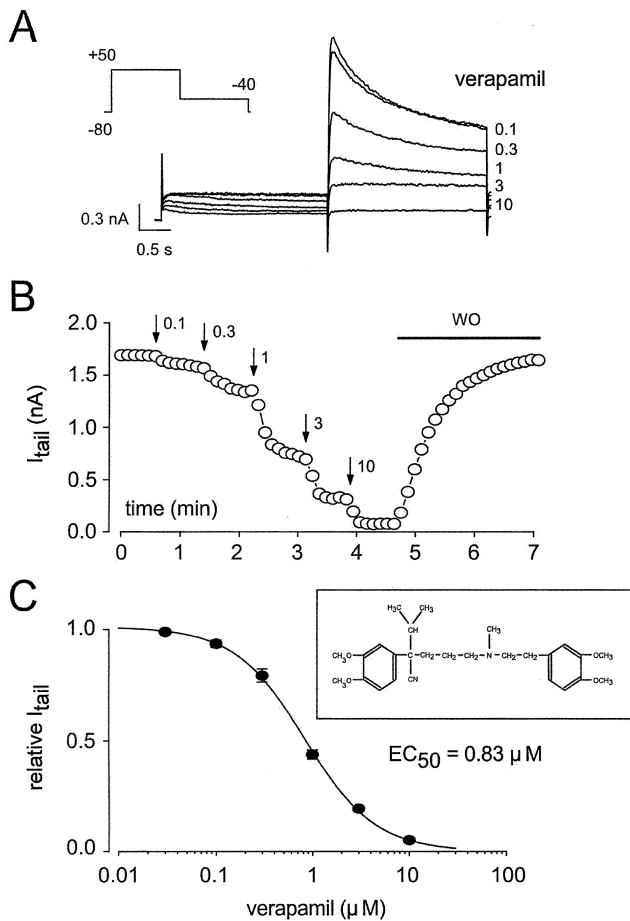 A
+50
-40
-80
verapamil
0.1
0.3
1
3
10
0.3 nA
0.5 s
B
WO
0.1
0.3
1
3
10
2.0
1.5
1.0
0.5
0.0
Itail (nA)
time (min)
0 1 2 3 4 5 6 7
C
H3C CH3
CH
CH3
CH3O
C-CH2-CH2-CH2-N-CH2-CH2
OCH3
CH3O
CN
OCH3
EC50 = 0.83 µM
1.0
0.5
0.0
relative Itail
0.01 0.1 1 10 100
verapamil (µM)